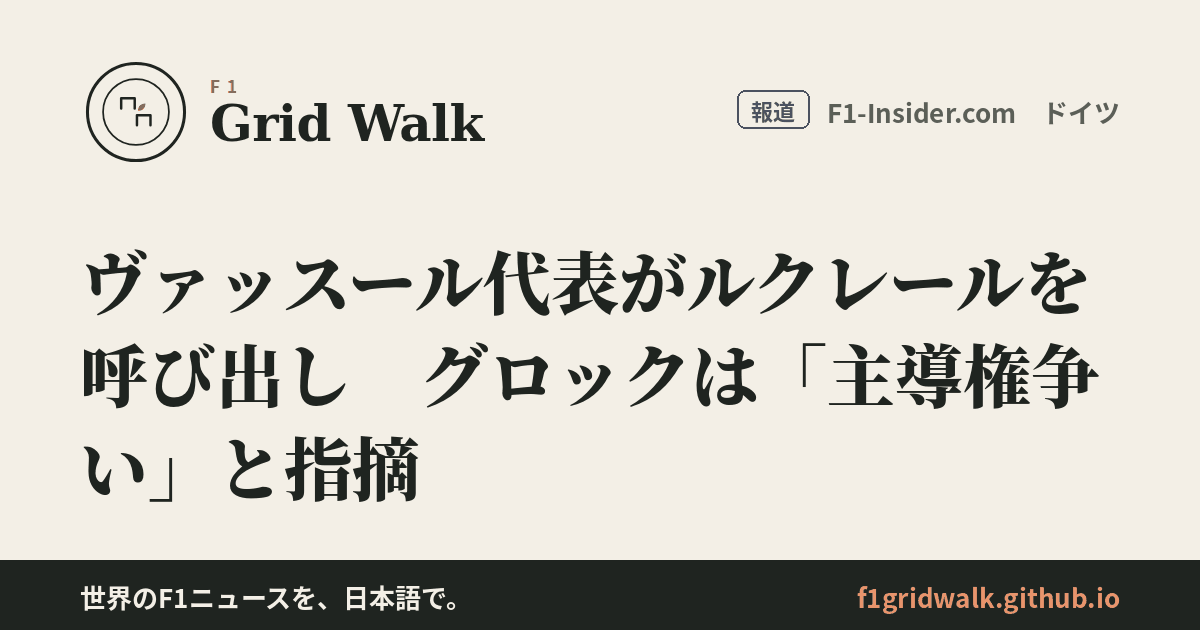 F1
Grid Walk
報道 F1-Insider.com ドイツ
ヴァッスール代表がルクレールを
呼び出し　グロックは「主導権争
い」と指摘
世界のF1ニュースを、日本語で。
f1gridwalk.github.io